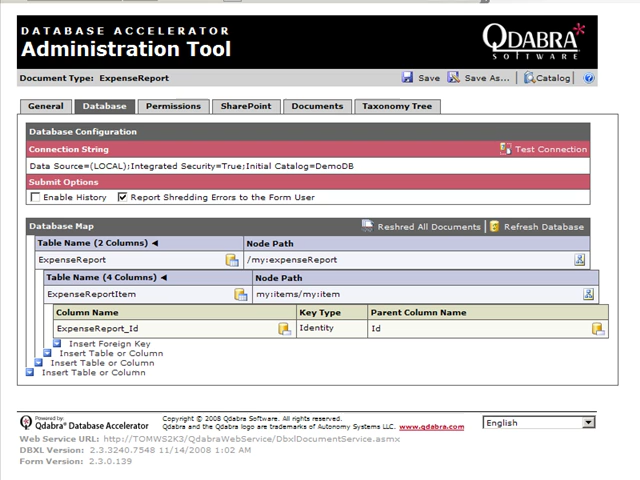 DATABASE ACCELERATOR
Administration Tool
QDABRA
SOFTWARE
Document Type: ExpenseReport
Save
Save As...
Catalog
General
Database
Permissions
SharePoint
Documents
Taxonomy Tree
Database Configuration
Connection String
Test Connection
Data Source=(LOCAL);Integrated Security=True;Initial Catalog=DemoDB
Submit Options
Enable History
Report Shredding Errors to the Form User
Database Map
Reshred All Documents
Refresh Database
Table Name (2 Columns)
Node Path
ExpenseReport
/my:expenseReport
Table Name (4 Columns)
Node Path
ExpenseReportItem
my:items/my:item
Column Name
Key Type
Parent Column Name
ExpenseReport_Id
Identity
Id
Insert Foreign Key
Insert Table or Column
Insert Table or Column
Insert Table or Column
Powered by:
Qdabra® Database Accelerator
Copyright © 2008 Qdabra Software. All rights reserved.
Qdabra and the Qdabra logo are trademarks of Autonomy Systems LLC.
www.qdabra.com
English
Web Service URL: http://TOMWS2K3/QdabraWebService/DbxlDocumentService.asmx
DBXL Version: 2.3.3240.7548 11/14/2008 1:02 AM
Form Version: 2.3.0.139